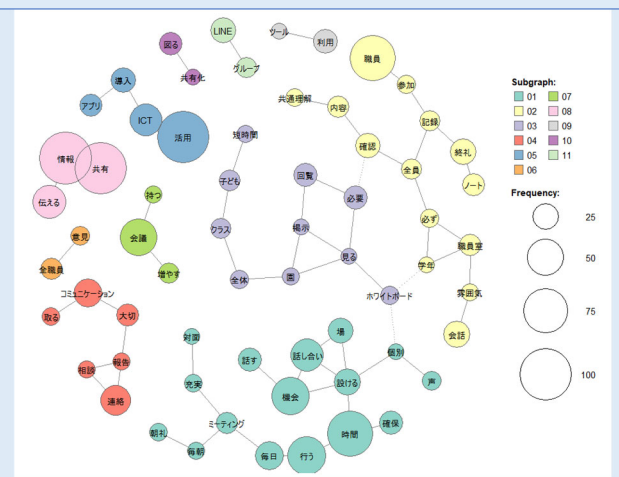 LINE
ツール
利用
図る
共有化
グループ
職員
参加
導入
アプリ
ICT
活用
共通理解
内容
記録
確認
終礼
短時間
情報
共有
全員
ノート
子ども
回覧
必要
伝える
持つ
必ず
クラス
掲示
意見
会議
職員室
全職員
増やす
全体
園
見る
学年
コミュニケーション
ホワイトボード
雰囲気
取る
大切
会話
対面
場
話す
話し合い
個別
相談
報告
充実
機会
設ける
声
連絡
ミーティング
時間
確保
朝礼
毎朝
毎日
行う
Subgraph:
01 07
02 08
03 09
04 10
05 11
06
Frequency:
25
50
75
100